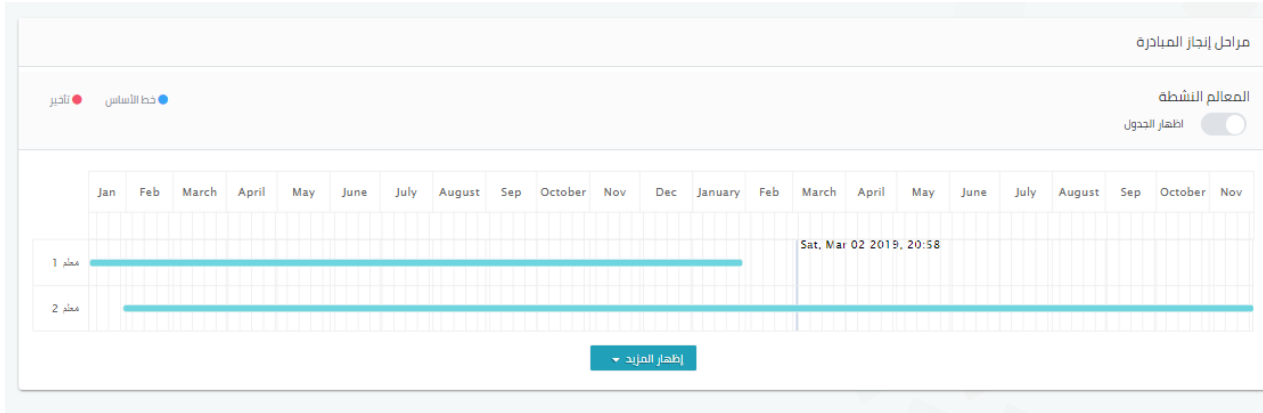 مراحل إنجاز المبادرة
المعالم النشطة
اظهار الجدول
خط الأساس
تأخير
Jan Feb March April May June July August Sep October Nov Dec January Feb March April May June July August Sep October Nov
Sat, Mar 02 2019, 20:58
معلم 1
معلم 2
إظهار المزيد